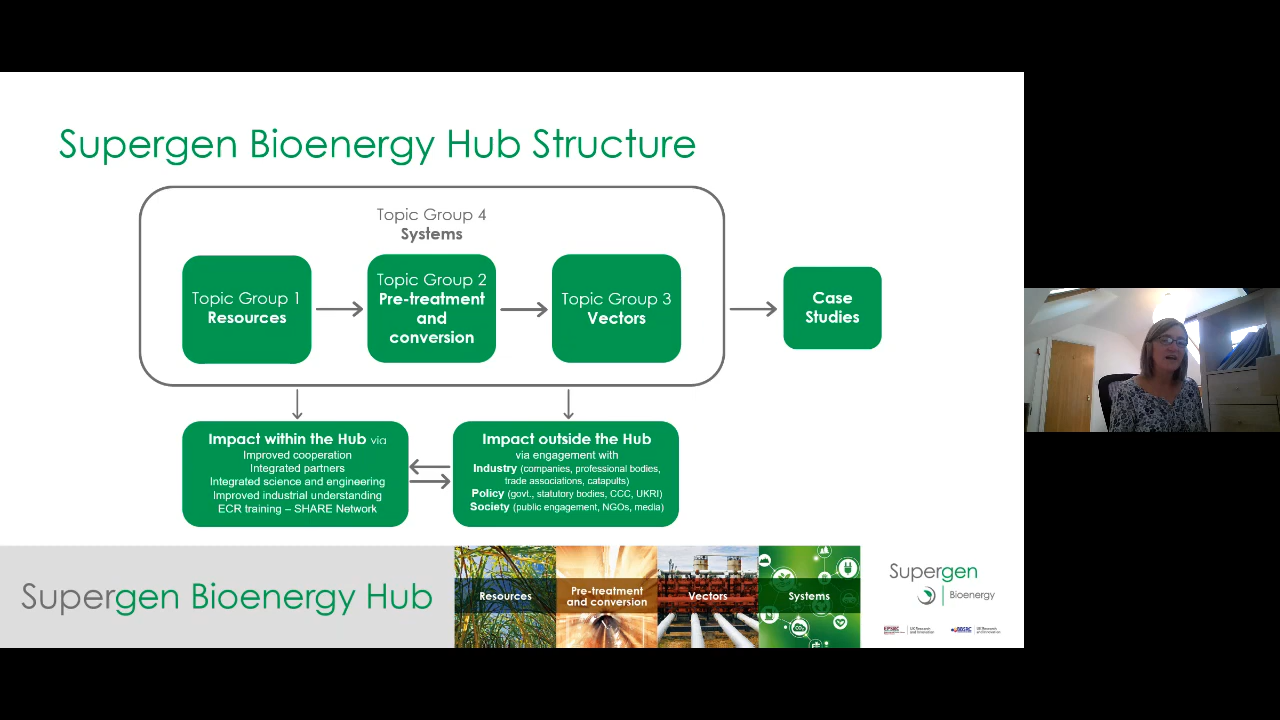 Supergen Bioenergy Hub Structure
Topic Group 4
Systems
Topic Group 1
Resources
Topic Group 2
Pre-treatment
and
conversion
Topic Group 3
Vectors
Case
Studies
Impact within the Hub via
Improved cooperation
Integrated partners
Integrated science and engineering
Improved industrial understanding
ECR training – SHARE Network
Impact outside the Hub
via engagement with
Industry (companies, professional bodies,
trade associations, catapults)
Policy (govt., statutory bodies, CCC, UKRI)
Society (public engagement, NGOs, media)
Supergen Bioenergy Hub
Resources
Pre-treatment
and conversion
Vectors
Systems
Supergen
Bioenergy